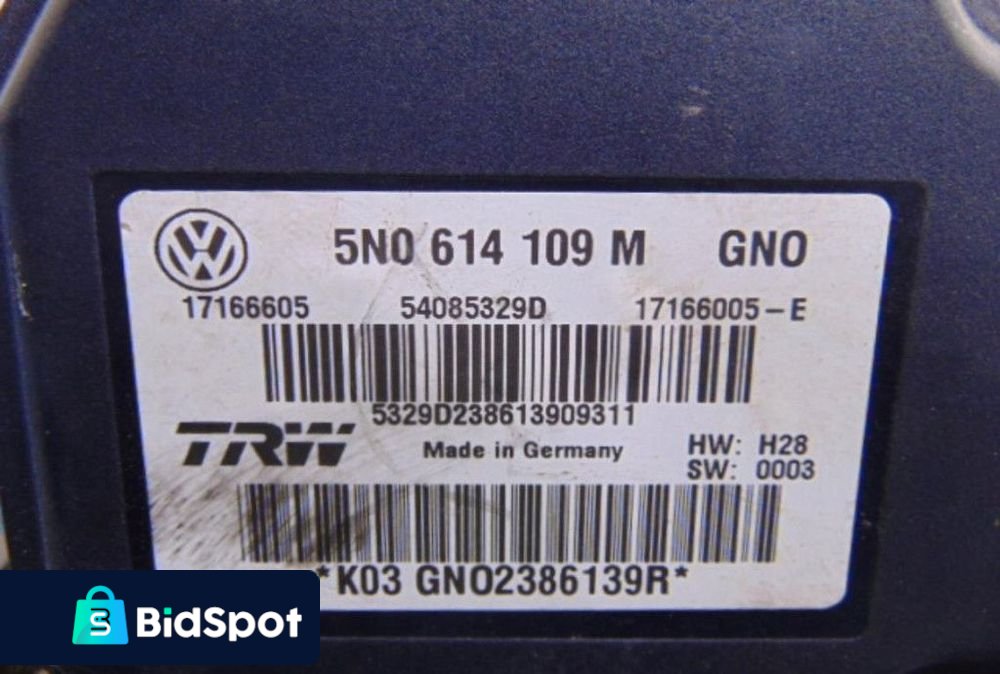 5N0 614 109 M GNO
17166605 54085329D 17166005-E
5329D238613909311
TRW Made in Germany HW: H28
SW: 0003
*K03 GNO2386139R*
BidSpot